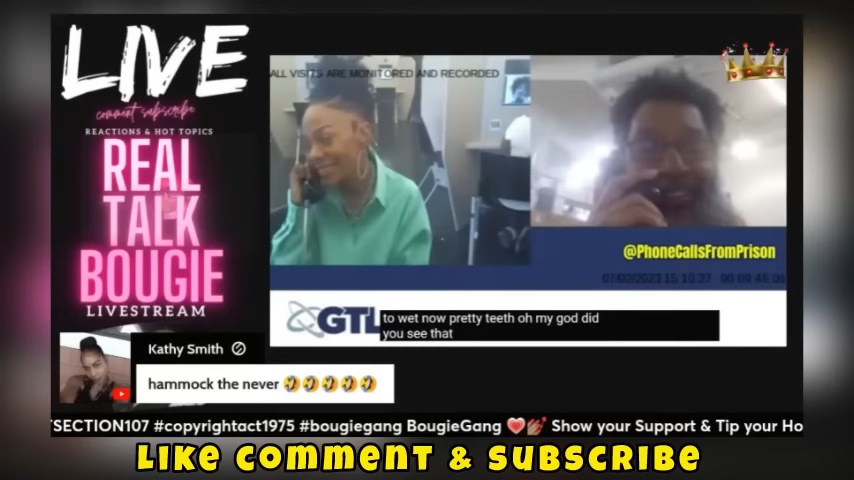 LIVE
comment subscribe
REACTIONS & HOT TOPICS
REAL
TALK
BOUGIE
LIVESTREAM
ALL VISITS ARE MONITORED AND RECORDED
@PhoneCallsFromPrison
07/02/2023 15:10:27
GTL
to wet now pretty teeth oh my god did
you see that
Kathy Smith
hammock the never 🤣🤣🤣🤣🤣
SECTION107 #copyrightact1975 #bougiegang BougieGang ❤️💅🏾 Show your Support & Tip your Ho
LIKE COMMENT & SUBSCRIBE